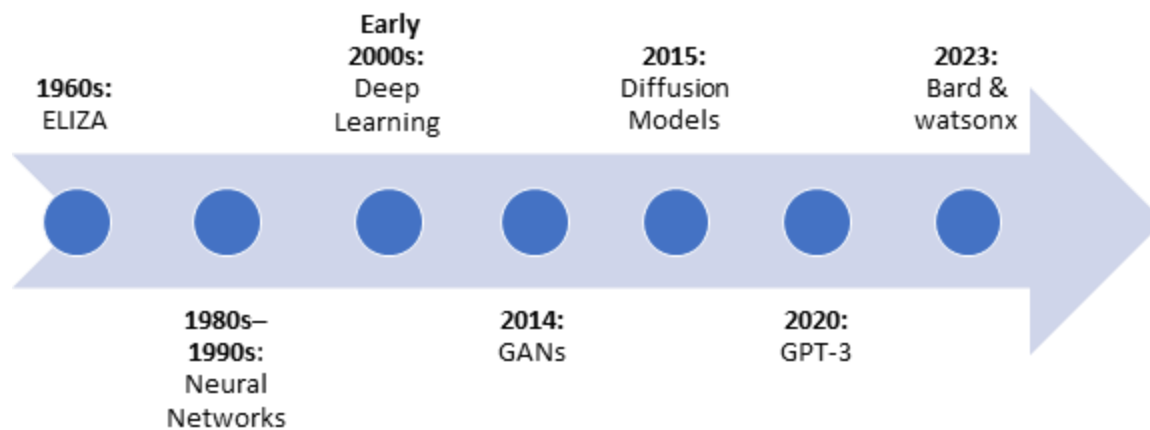 1960s:
ELIZA
1980s–
1990s:
Neural
Networks
Early
2000s:
Deep
Learning
2014:
GANs
2015:
Diffusion
Models
2020:
GPT-3
2023:
Bard &
watsonx